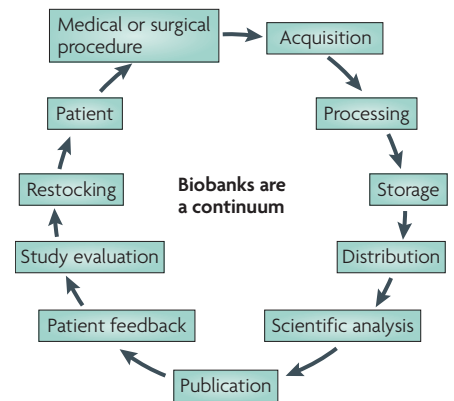 Medical or surgical
procedure
Acquisition
Processing
Storage
Distribution
Scientific analysis
Publication
Patient feedback
Study evaluation
Restocking
Patient
Biobanks are
a continuum